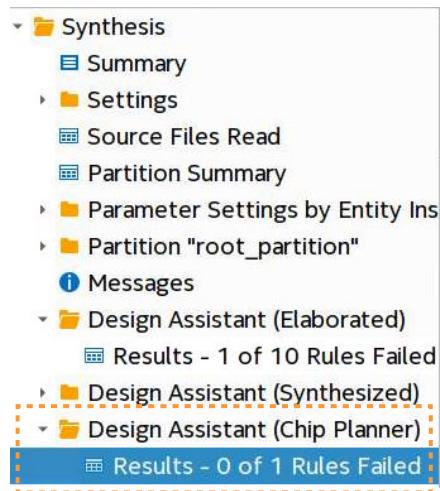 Synthesis
Summary
Settings
Source Files Read
Partition Summary
Parameter Settings by Entity Ins
Partition "root_partition"
Messages
Design Assistant (Elaborated)
Results - 1 of 10 Rules Failed
Design Assistant (Synthesized)
Design Assistant (Chip Planner)
Results - 0 of 1 Rules Failed